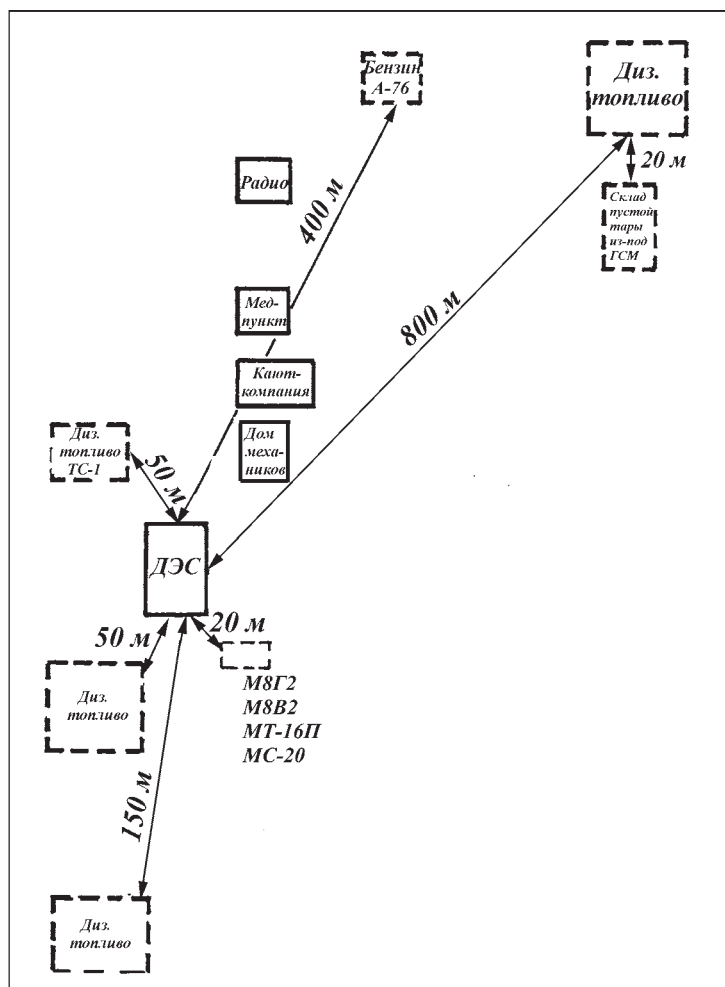 Бензин
А-76
Диз.
топливо
20 м
Радио
400 м
Склад
пустой
тары
из-под
ГСМ
Мед-
пункт
800 м
Кают-
компания
Диз.
топливо
ТС-1
50 м
Дом
меха-
ников
ДЭС
50 м
20 м
Диз.
топливо
М8Г2
М8В2
МТ-16П
МС-20
150 м
Диз.
топливо